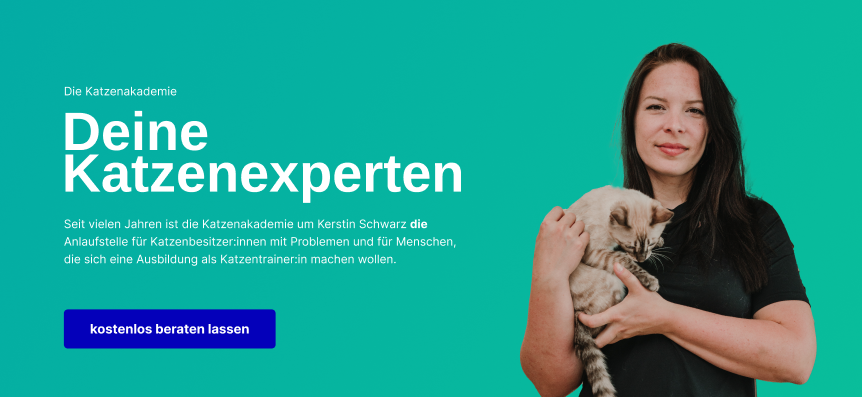 Die Katzenakademie
Deine
Katzenexperten
Seit vielen Jahren ist die Katzenakademie um Kerstin Schwarz die
Anlaufstelle für Katzenbesitzer:innen mit Problemen und für Menschen,
die sich eine Ausbildung als Katzentrainer:in machen wollen.
kostenlos beraten lassen